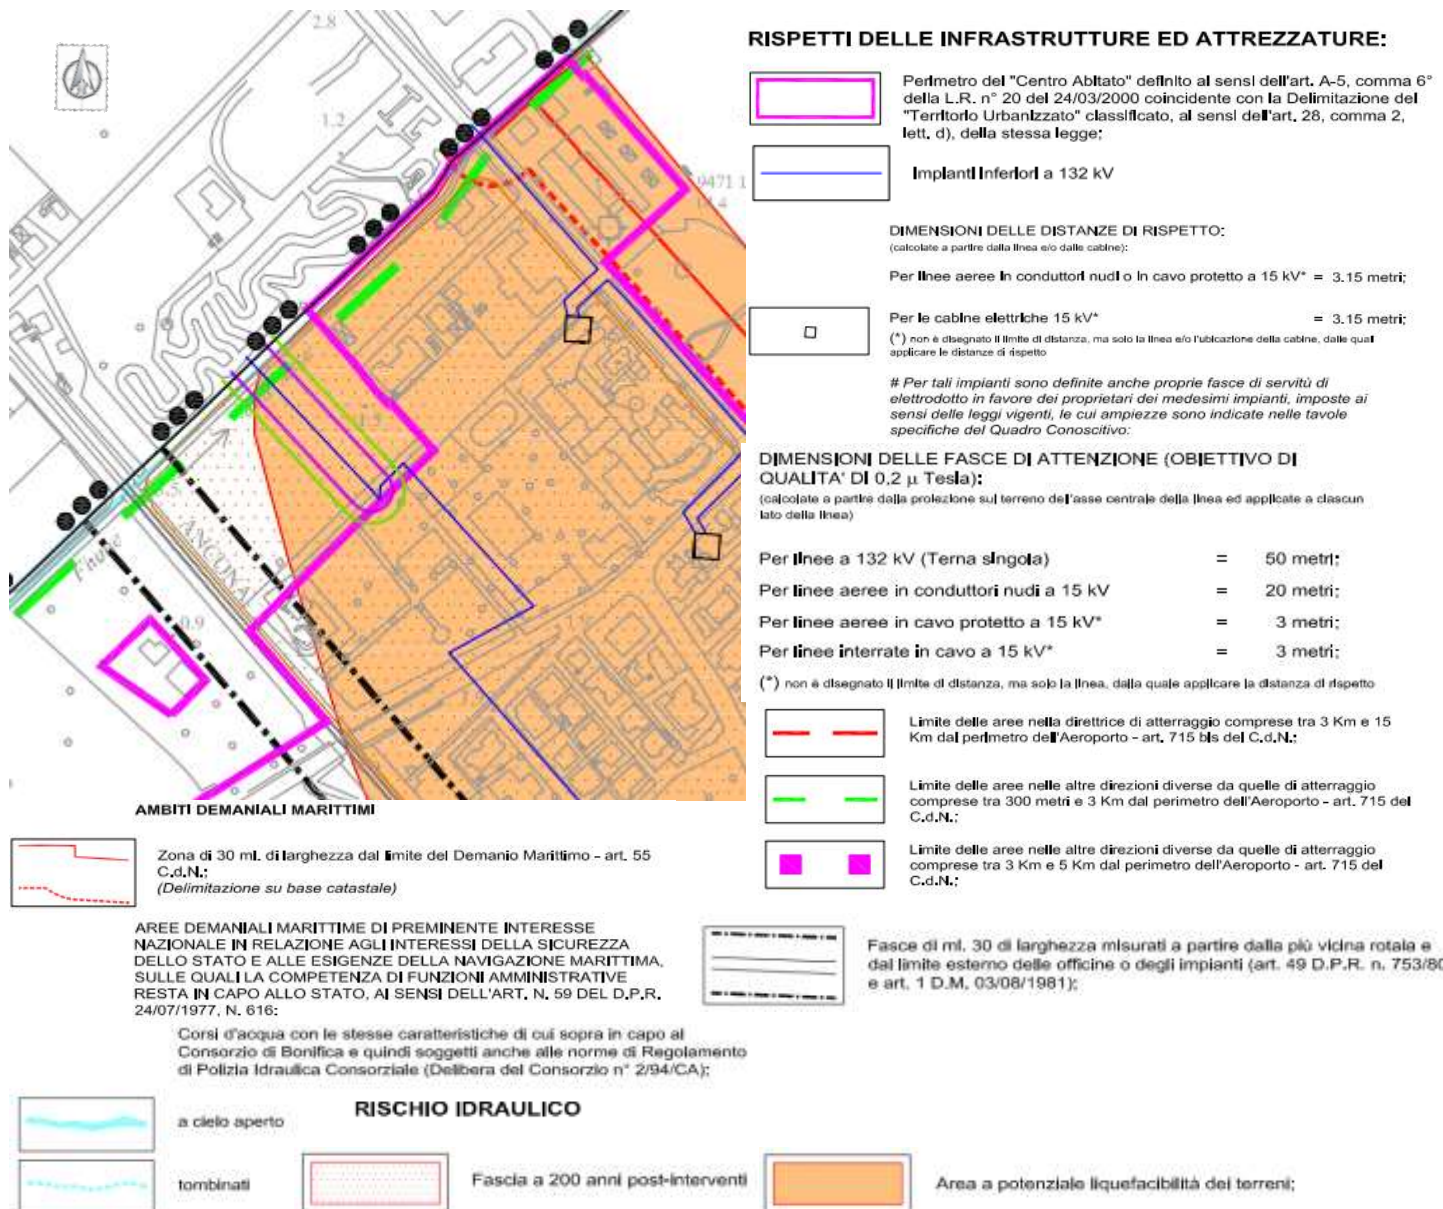 2.8
1.2
9471 1
1.4
Fiume
ANCONA
0.9
RISPETTI DELLE INFRASTRUTTURE ED ATTREZZATURE:
Perimetro del "Centro Abitato" definito ai sensi dell'art. A-5, comma 6°
della L.R. n° 20 del 24/03/2000 coincidente con la Delimitazione del
"Territorio Urbanizzato" classificato, ai sensi dell'art. 28, comma 2,
lett. d), della stessa legge;
Impianti Inferiori a 132 kV
DIMENSIONI DELLE DISTANZE DI RISPETTO:
(calcolate a partire dalla linea e/o dalle cabine):
Per linee aeree in conduttori nudi o in cavo protetto a 15 kV* = 3.15 metri;
Per le cabine elettriche 15 kV* = 3.15 metri;
(*) non è disegnato il limite di distanza, ma solo la linea e/o l'ubicazione della cabine, dalle quali
applicare le distanze di rispetto
# Per tali impianti sono definite anche proprie fasce di servitù di
elettrodotto in favore dei proprietari dei medesimi impianti, imposte ai
sensi delle leggi vigenti, le cui ampiezze sono indicate nelle tavole
specifiche del Quadro Conoscitivo:
DIMENSIONI DELLE FASCE DI ATTENZIONE (OBIETTIVO DI
QUALITA' DI 0,2 µ Tesla):
(calcolate a partire dalla proiezione sul terreno dell'asse centrale della linea ed applicate a ciascun
lato della linea)
Per linee a 132 kV (Terna singola) = 50 metri;
Per linee aeree in conduttori nudi a 15 kV = 20 metri;
Per linee aeree in cavo protetto a 15 kV* = 3 metri;
Per linee interrate in cavo a 15 kV* = 3 metri;
(*) non è disegnato il limite di distanza, ma solo la linea, dalla quale applicare la distanza di rispetto
Limite delle aree nella direttrice di atterraggio comprese tra 3 Km e 15
Km dal perimetro dell'Aeroporto - art. 715 bis del C.d.N.;
Limite delle aree nelle altre direzioni diverse da quelle di atterraggio
comprese tra 300 metri e 3 Km dal perimetro dell'Aeroporto - art. 715 del
C.d.N.;
Limite delle aree nelle altre direzioni diverse da quelle di atterraggio
comprese tra 3 Km e 5 Km dal perimetro dell'Aeroporto - art. 715 del
C.d.N.;
Fasce di ml. 30 di larghezza misurati a partire dalla più vicina rotaia e
dal limite esterno delle officine o degli impianti (art. 49 D.P.R. n. 753/80
e art. 1 D.M. 03/08/1981);
AMBITI DEMANIALI MARITTIMI
Zona di 30 ml. di larghezza dal limite del Demanio Marittimo - art. 55
C.d.N.;
(Delimitazione su base catastale)
AREE DEMANIALI MARITTIME DI PREMINENTE INTERESSE
NAZIONALE IN RELAZIONE AGLI INTERESSI DELLA SICUREZZA
DELLO STATO E ALLE ESIGENZE DELLA NAVIGAZIONE MARITTIMA,
SULLE QUALI LA COMPETENZA DI FUNZIONI AMMINISTRATIVE
RESTA IN CAPO ALLO STATO, AI SENSI DELL'ART. N. 59 DEL D.P.R.
24/07/1977, N. 616:
Corsi d'acqua con le stesse caratteristiche di cui sopra in capo al
Consorzio di Bonifica e quindi soggetti anche alle norme di Regolamento
di Polizia Idraulica Consorziale (Delibera del Consorzio n° 2/94/CA);
a cielo aperto
tombinati
RISCHIO IDRAULICO
Fascia a 200 anni post-interventi
Area a potenziale liquefacibilità dei terreni;